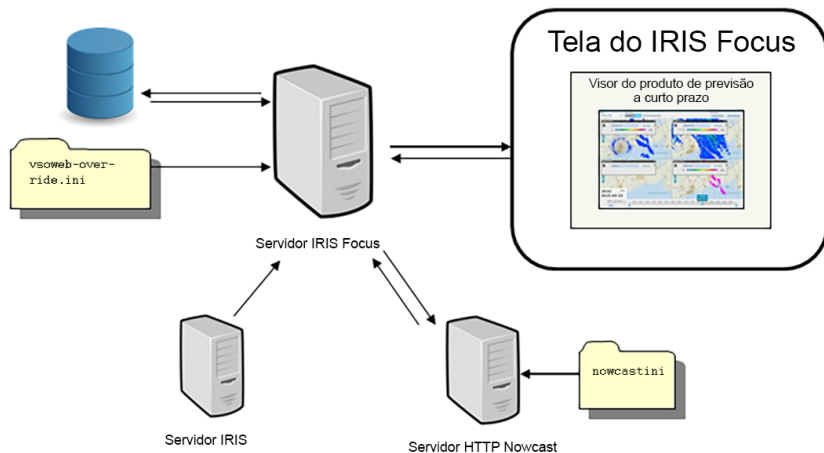 Tela do IRIS Focus
Visor do produto de previsão
a curto prazo
vsoweb-over-
ride.ini
Servidor IRIS Focus
nowcastini
Servidor IRIS
Servidor HTTP Nowcast